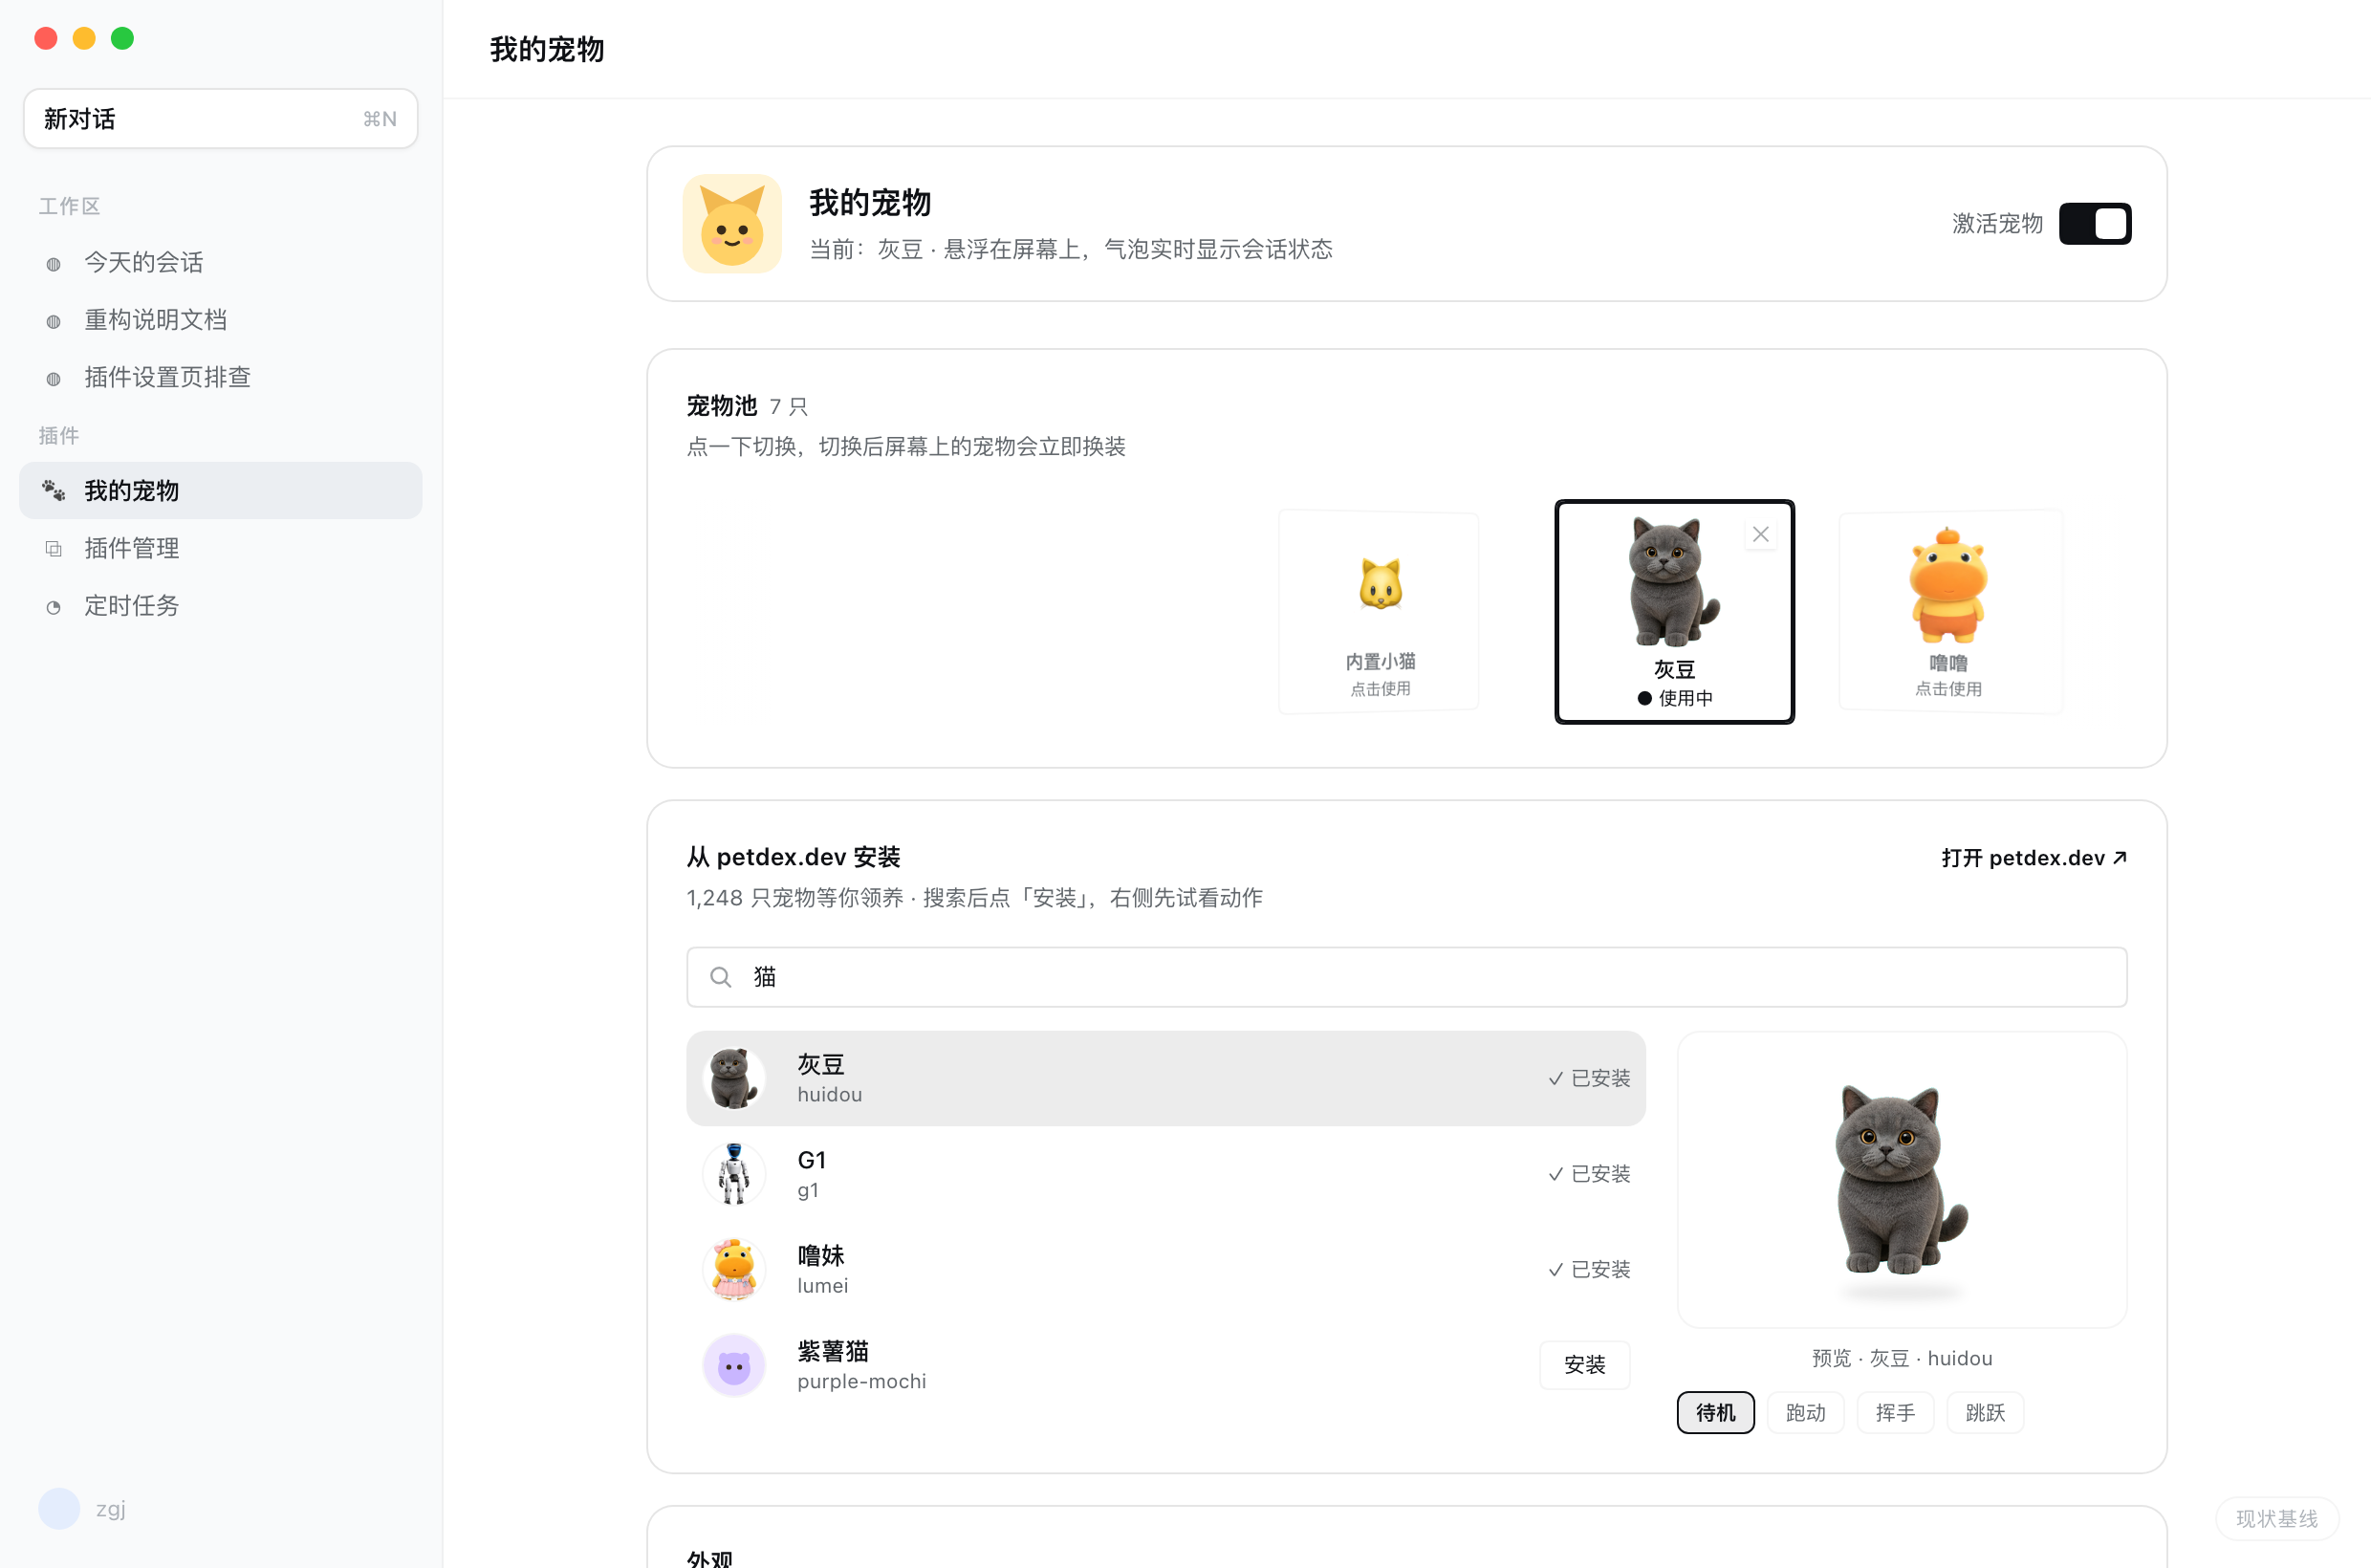 新对话 ⌘N
工作区
今天的会话
重构说明文档
插件设置页排查
插件
我的宠物
插件管理
定时任务
zgj
我的宠物
我的宠物
当前：灰豆 · 悬浮在屏幕上，气泡实时显示会话状态
激活宠物
宠物池 7 只
点一下切换，切换后屏幕上的宠物会立即换装
内置小猫
点击使用
灰豆
使用中
噜噜
点击使用
从 petdex.dev 安装
打开 petdex.dev ↗
1,248 只宠物等你领养 · 搜索后点「安装」，右侧先试看动作
猫
灰豆
huidou
✓ 已安装
G1
g1
✓ 已安装
噜妹
lumei
✓ 已安装
紫薯猫
purple-mochi
安装
预览 · 灰豆 · huidou
待机 跑动 挥手 跳跃
外观
现状基线